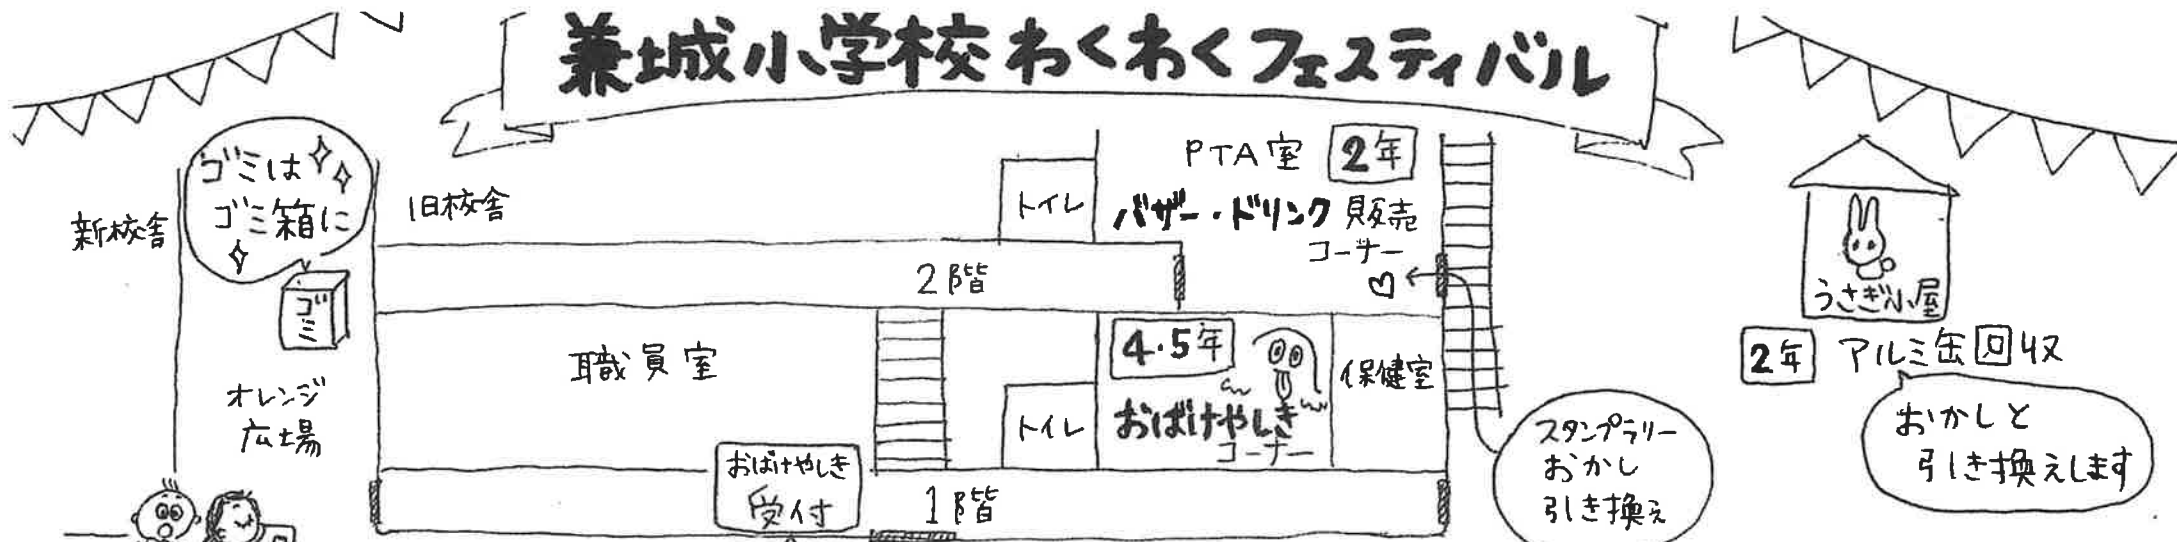 兼城小学校わくわくフェスティバル
ゴミは
ゴミ箱に
新校舎
旧校舎
ゴミ
オレンジ
広場
トイレ
PTA室 2年
バザー・ドリンク 販売
コーナー
2階
職員室
トイレ
4・5年
おばけやしき
コーナー
保健室
おばけやしき
受付
1階
スタンプラリー
おかし
引き換え
うさぎ小屋
2年 アルミ缶回収
おかしと
引き換えします